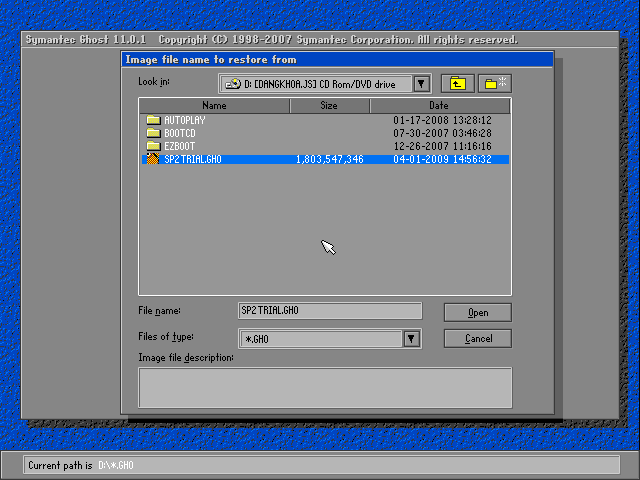 Symantec Ghost 11.0.1 Copyright (C) 1998-2007 Symantec Corporation. All rights reserved.
Image file name to restore from
Look in: D: [DANGKHOA.JS] CD Rom/DVD drive
Name Size Date
AUTOPLAY 01-17-2008 13:28:12
BOOTCD 07-30-2007 03:46:28
EZBOOT 12-26-2007 11:16:16
SP2TRIAL.GHO 1,803,547,346 04-01-2009 14:56:32
File name: SP2TRIAL.GHO Open
Files of type: *.GHO Cancel
Image file description:
Current path is D:\*.GHO